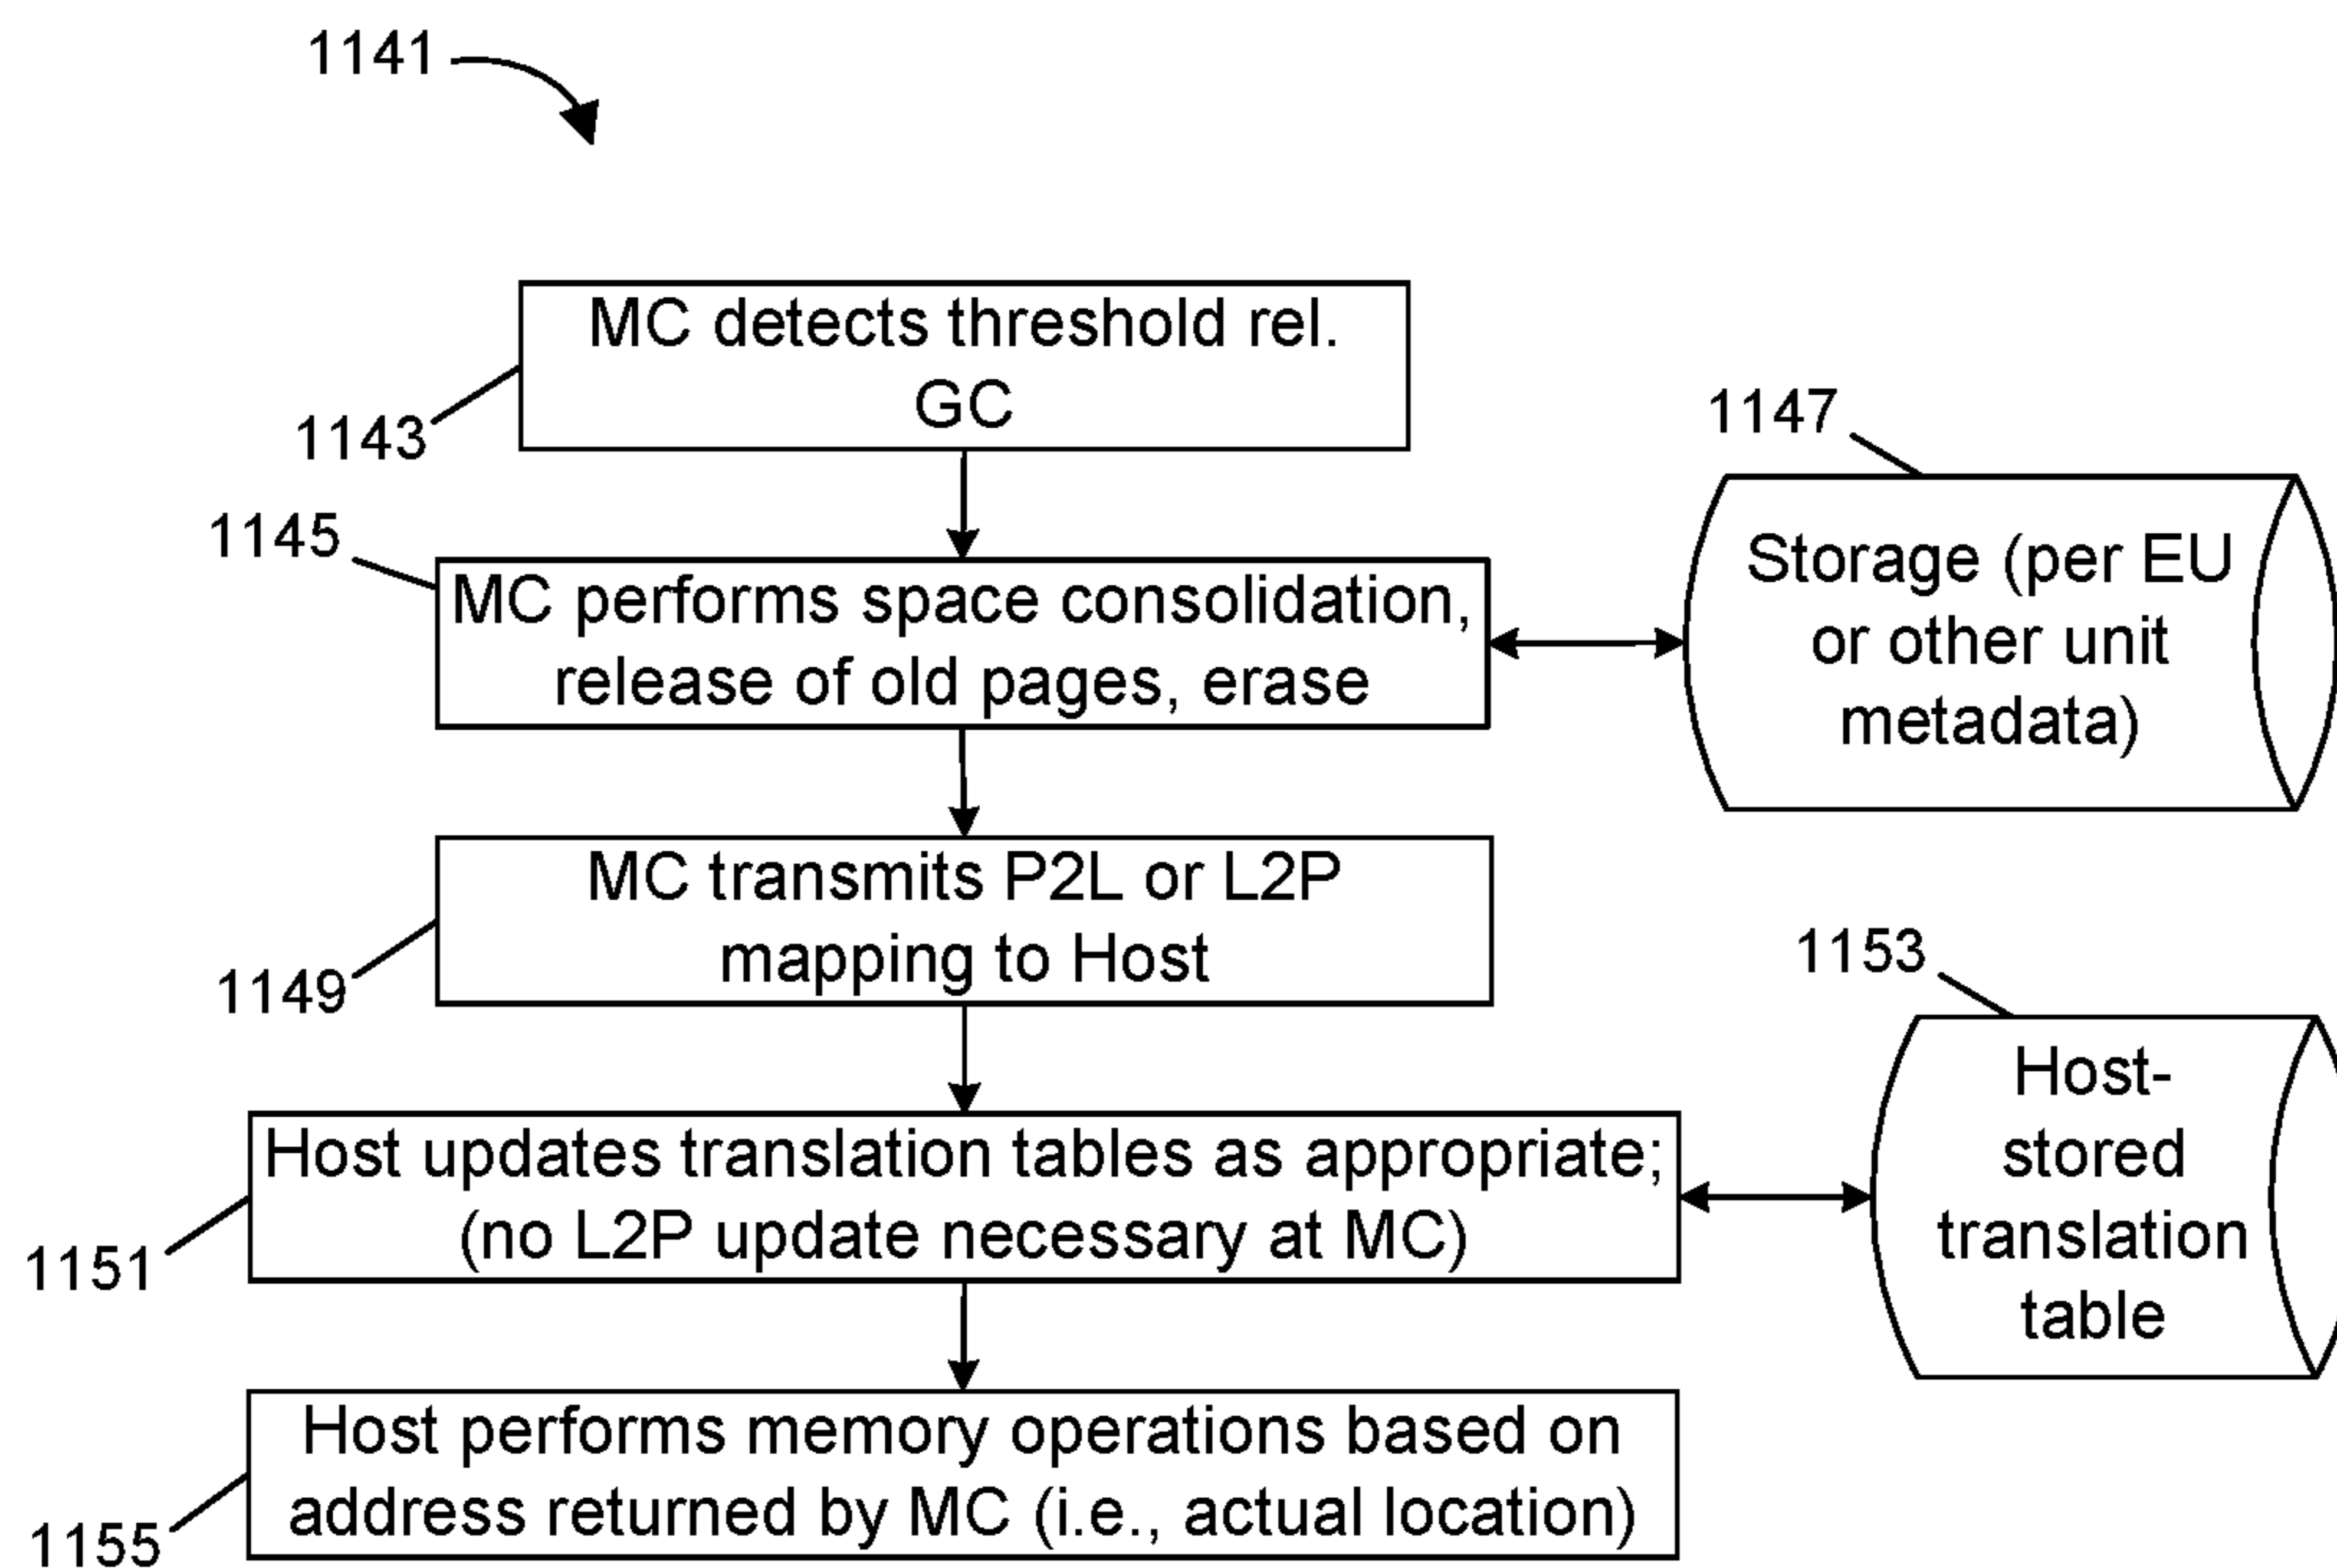 1141
MC detects threshold rel.
GC
1143
1147
1145
MC performs space consolidation,
release of old pages, erase
Storage (per EU
or other unit
metadata)
MC transmits P2L or L2P
mapping to Host
1149
1153
Host updates translation tables as appropriate;
(no L2P update necessary at MC)
1151
Host-
stored
translation
table
Host performs memory operations based on
address returned by MC (i.e., actual location)
1155